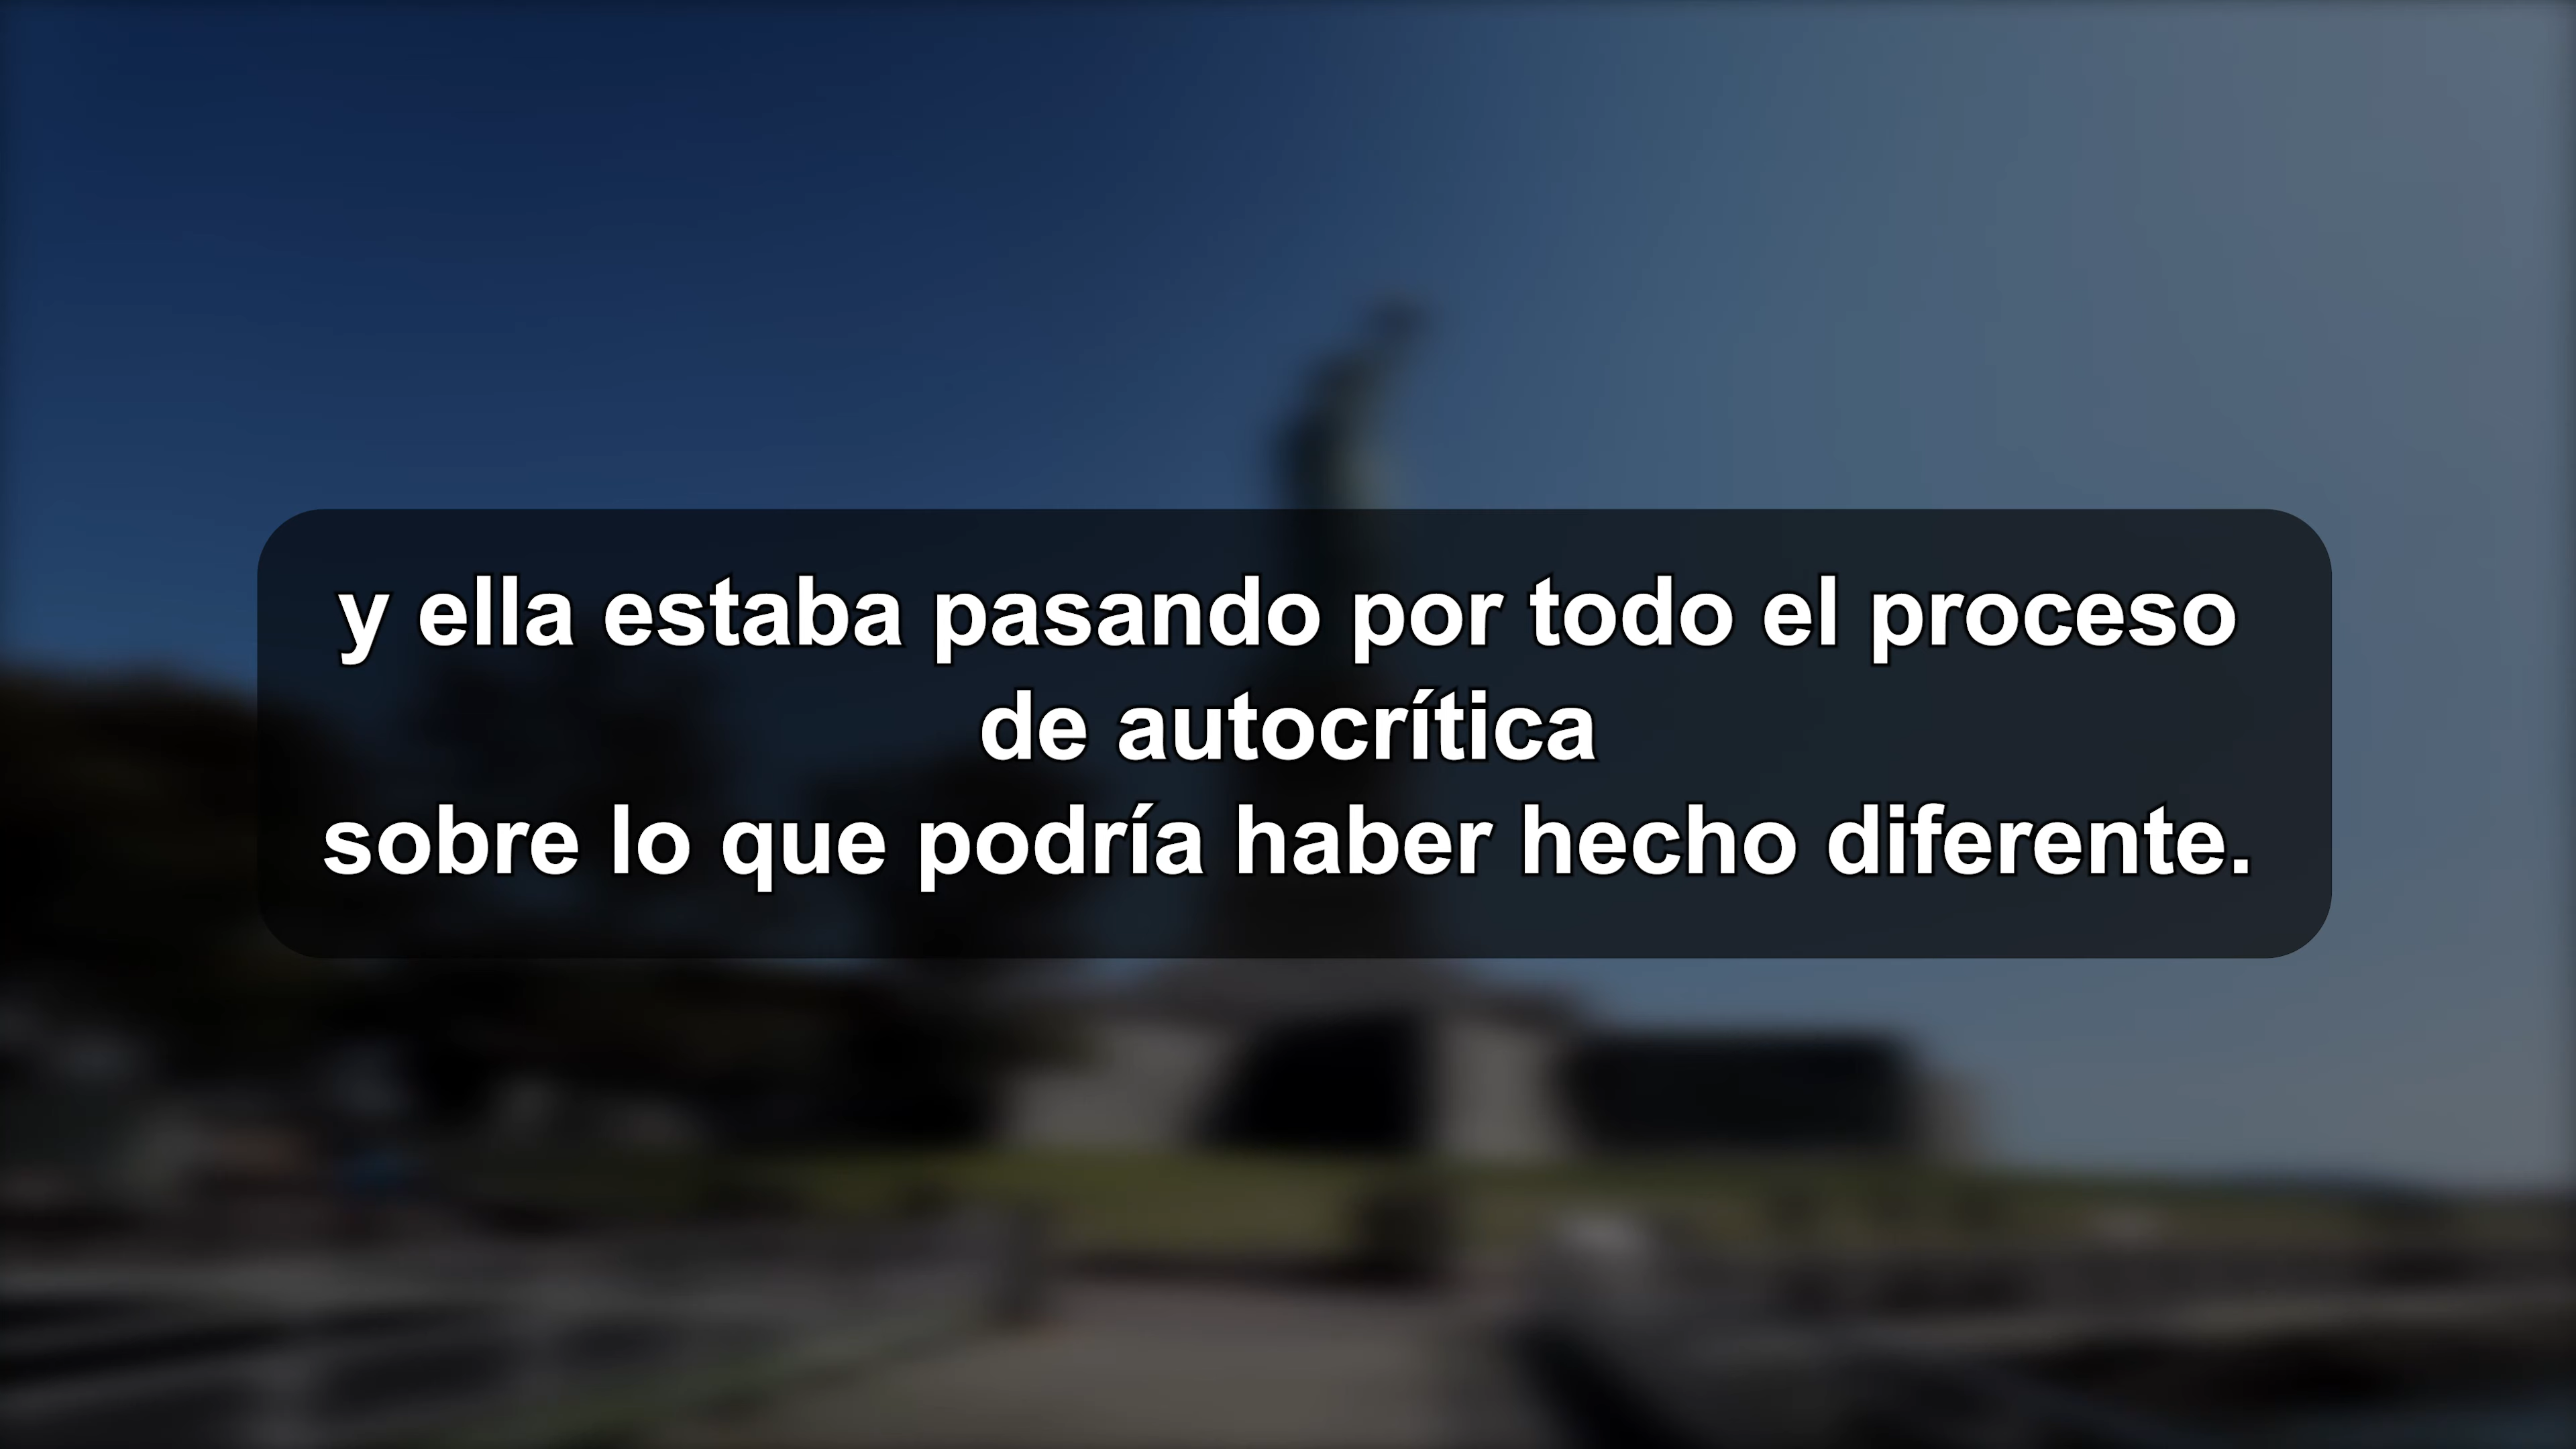 y ella estaba pasando por todo el proceso
de autocrítica
sobre lo que podría haber hecho diferente.